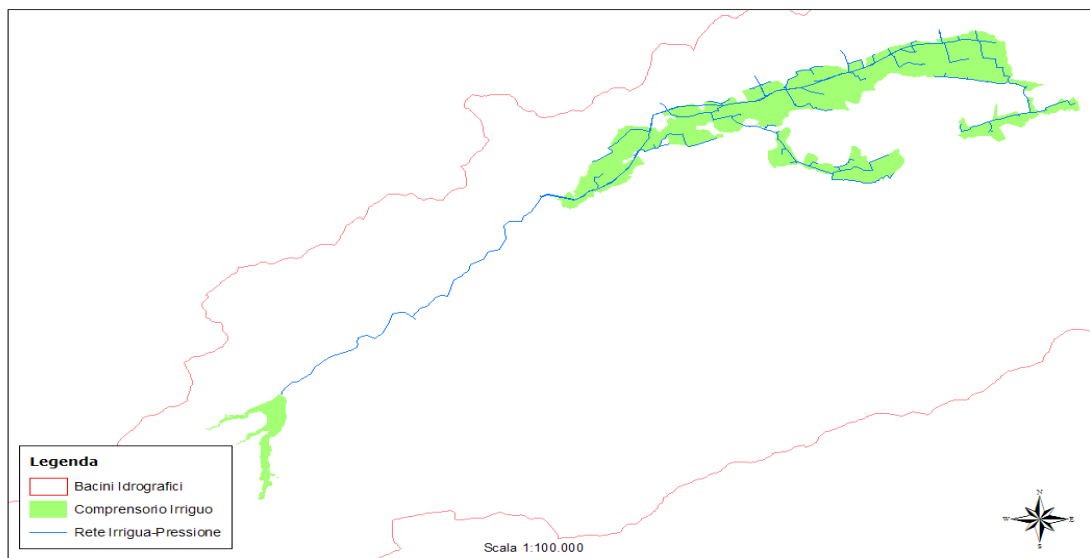 Legenda
Bacini Idrografici
Comprensorio Irriguo
Rete Irrigua-Pressione
Scala 1:100.000
N
W E
S